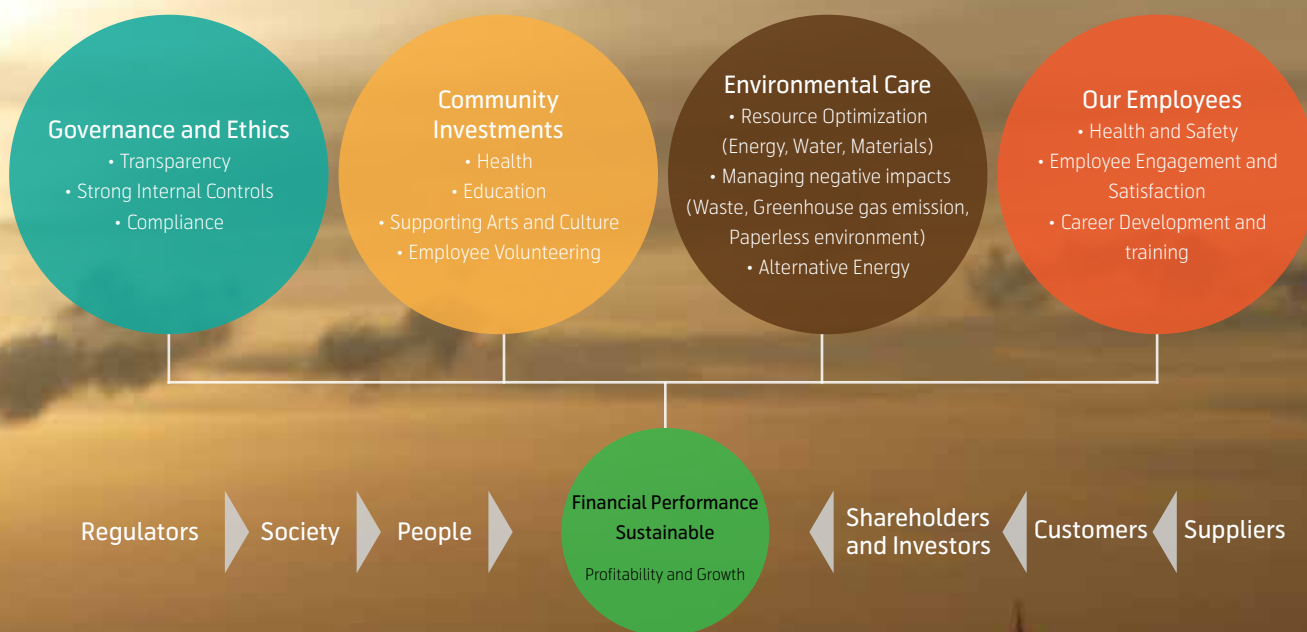 Governance and Ethics
• Transparency
• Strong Internal Controls
• Compliance
Community
Investments
• Health
• Education
• Supporting Arts and Culture
• Employee Volunteering
Environmental Care
• Resource Optimization
(Energy, Water, Materials)
• Managing negative impacts
(Waste, Greenhouse gas emission,
Paperless environment)
• Alternative Energy
Our Employees
• Health and Safety
• Employee Engagement and
Satisfaction
• Career Development and
training
Regulators
Society
People
Financial Performance
Sustainable
Profitability and Growth
Shareholders
and Investors
Customers
Suppliers